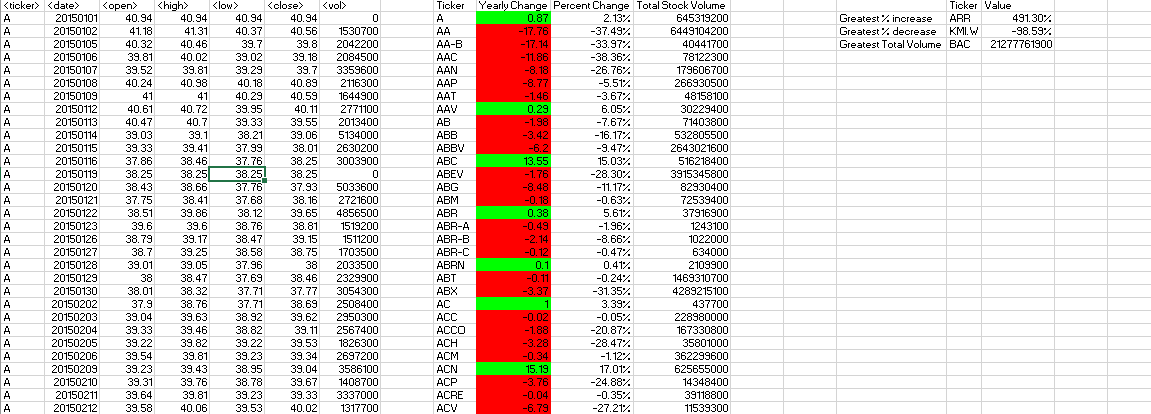 <ticker> <date> <open> <high> <low> <close> <vol> Ticker Yearly Change Percent Change Total Stock Volume Ticker Value
A 20150101 40.94 40.94 40.94 40.94 0 A 0.87 2.13% 645319200 Greatest % increase ARR 491.30%
A 20150102 41.18 41.31 40.37 40.56 1530700 AA -17.76 -37.49% 6449104200 Greatest % decrease KMI.W -98.59%
A 20150105 40.32 40.46 39.7 39.8 2042200 AA-B -17.14 -33.97% 40441700 Greatest Total Volume BAC 21277761900
A 20150106 39.81 40.02 39.02 39.18 2084500 AAC -11.86 -38.36% 78122300
A 20150107 39.52 39.81 39.29 39.7 3359600 AAN -8.18 -26.76% 179606700
A 20150108 40.24 40.98 40.18 40.89 2116300 AAP -8.77 -5.51% 266930500
A 20150109 41 41 40.29 40.59 1644900 AAT -1.46 -3.67% 48158100
A 20150112 40.61 40.72 39.95 40.11 2771100 AAV 0.29 6.05% 30229400
A 20150113 40.47 40.7 39.33 39.55 2013400 AB -7.67% 71403800
A 20150114 39.03 39.1 38.21 39.06 5134000 ABB -3.42 -16.17% 532805500
A 20150115 39.33 39.41 37.99 38.01 2630200 ABBV -6.2 -9.47% 2643021600
A 20150116 37.86 38.46 37.76 38.25 3003900 ABC 13.55 15.03% 516218400
A 20150119 38.25 38.25 38.25 38.25 0 ABEV -1.76 -28.30% 3915345800
A 20150120 38.43 38.66 37.76 37.93 5033600 ABG -8.48 -11.17% 82930400
A 20150121 37.75 38.41 37.68 38.16 2721600 ABM -0.18 -0.63% 72539400
A 20150122 38.51 39.86 38.12 39.65 4856500 ABR 0.38 5.61% 37916900
A 20150123 39.6 39.6 38.76 38.81 1519200 ABR-A -0.49 -1.96% 1243100
A 20150126 38.79 39.17 38.47 39.15 1511200 ABR-B -2.14 -8.66% 1022000
A 20150127 38.7 39.25 38.58 38.75 1703500 ABR-C -0.12 -0.47% 634000
A 20150128 39.01 39.05 37.96 38 2033500 ABRN 0.1 0.41% 2109900
A 20150129 38 38.47 37.69 38.46 2329900 ABT -0.11 -0.24% 1469310700
A 20150130 38.01 38.32 37.71 37.77 3054300 ABX -3.37 -31.35% 4289215100
A 20150202 37.9 38.76 37.71 38.69 2508400 AC 1 3.39% 437700
A 20150203 39.04 39.63 38.92 39.62 2950300 ACC -0.02 -0.05% 228980000
A 20150204 39.33 39.46 38.82 39.11 2567400 ACCO -1.88 -20.87% 167330800
A 20150205 39.22 39.82 39.22 39.53 1826300 ACH -3.26 -28.47% 35801000
A 20150206 39.54 39.81 39.23 39.34 2697200 ACM -0.34 -1.12% 362299600
A 20150209 39.23 39.43 38.95 39.04 3586100 ACN 15.19 17.01% 625655000
A 20150210 39.31 39.76 38.78 39.67 1408700 ACP -3.76 -24.88% 14348400
A 20150211 39.64 39.81 39.23 39.33 3337000 ACRE -0.04 -0.35% 39118800
A 20150212 39.58 40.06 39.53 40.02 1317700 ACV -6.73 -27.21% 11539300